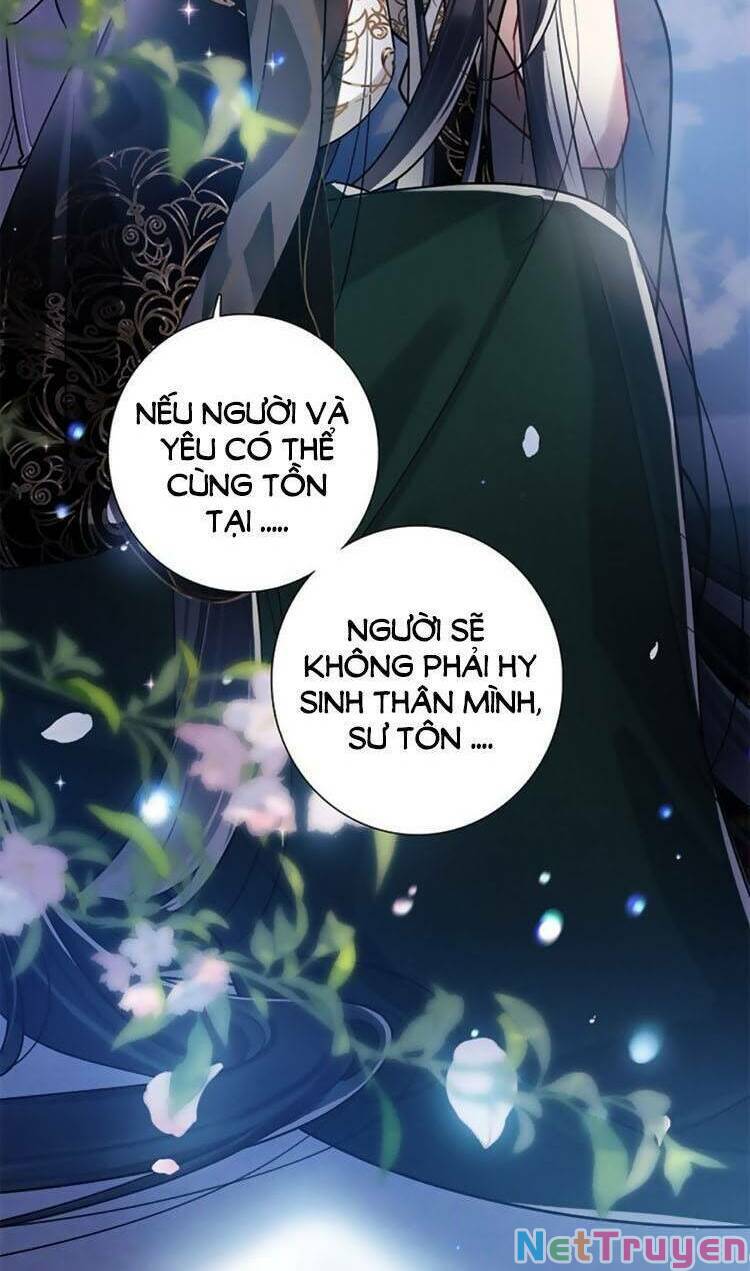 NẾU NGƯỜI VÀ
YÊU CÓ THỂ
CÙNG TỒN
TẠI .....
NGƯỜI SẼ
KHÔNG PHẢI HY
SINH THÂN MÌNH,
SƯ TÔN ....
NetTruyen